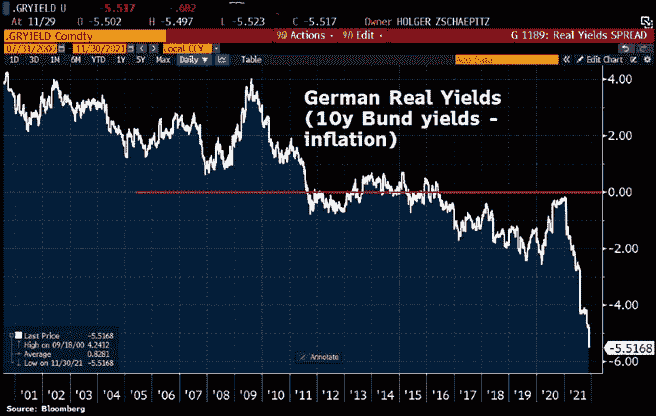 .GRYIELD U -5.537 -.682
At 11/29 O -5.502 H -5.497 L -5.523 C -5.517 Owner HOLGER ZSCHAEPITZ
.GRYIELD Comdty 90 Actions 90 Edit G 1189: Real Yields SPREAD
07/31/2000 11/30/2021 Local CCY
1D 3D 1M 6M YTD 1Y 5Y Max Daily ▼ Table Edit Chart
German Real Yields
(10y Bund yields -
inflation)
4.00
2.00
0.00
-2.00
-4.00
-5.5168
-6.00
Last Price -5.5168
High on 09/18/00 4.2412
Average 0.8281
Low on 11/30/21 -5.5168
Annotate
'01 '02 '03 '04 '05 '06 '07 '08 '09 '10 '11 '12 '13 '14 '15 '16 '17 '18 '19 '20 '21
Source: Bloomberg